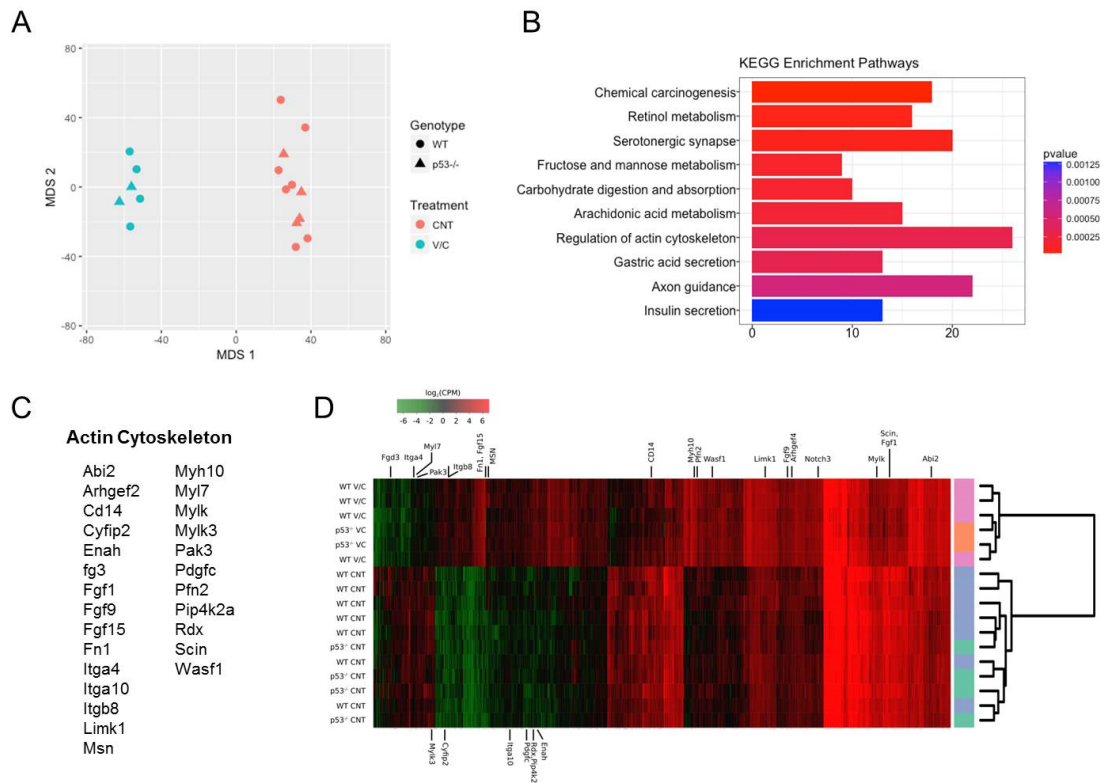 A
80
40
0
-40
-80
-80
-40
0
40
80
MDS 2
MDS 1
Genotype
WT
p53-/-
Treatment
CNT
V/C
B
KEGG Enrichment Pathways
Chemical carcinogenesis
Retinol metabolism
Serotonergic synapse
Fructose and mannose metabolism
Carbohydrate digestion and absorption
Arachidonic acid metabolism
Regulation of actin cytoskeleton
Gastric acid secretion
Axon guidance
Insulin secretion
0
10
20
pvalue
0.00125
0.00100
0.00075
0.00050
0.00025
C
Actin Cytoskeleton
Abi2
Arhgef2
Cd14
Cyfip2
Enah
fg3
Fgf1
Fgf9
Fgf15
Fn1
Itga4
Itga10
Itgb8
Limk1
Msn
Myh10
Myl7
Mylk
Mylk3
Pak3
Pdgfc
Pfn2
Pip4k2a
Rdx
Scin
Wasf1
D
log₂(CPM)
-6 -4 -2 0 2 4 6
Fgd3
Itga4
Myl7
Pak3
Itgb8
Fn1, Fgf15
MSN
CD14
Myh10
Pfn2
Wasf1
Limk1
Fgf9
Arhgef4
Notch3
Scin,
Fgf1
Mylk
Abi2
WT V/C
WT V/C
WT V/C
p53⁻ VC
p53⁻ VC
WT V/C
WT CNT
WT CNT
WT CNT
WT CNT
WT CNT
p53⁻ CNT
WT CNT
p53⁻ CNT
p53⁻ CNT
WT CNT
p53⁻ CNT
Mylk3
Cyfip2
Itga10
Pdgfc
Rdx,Pip4k2
Enah